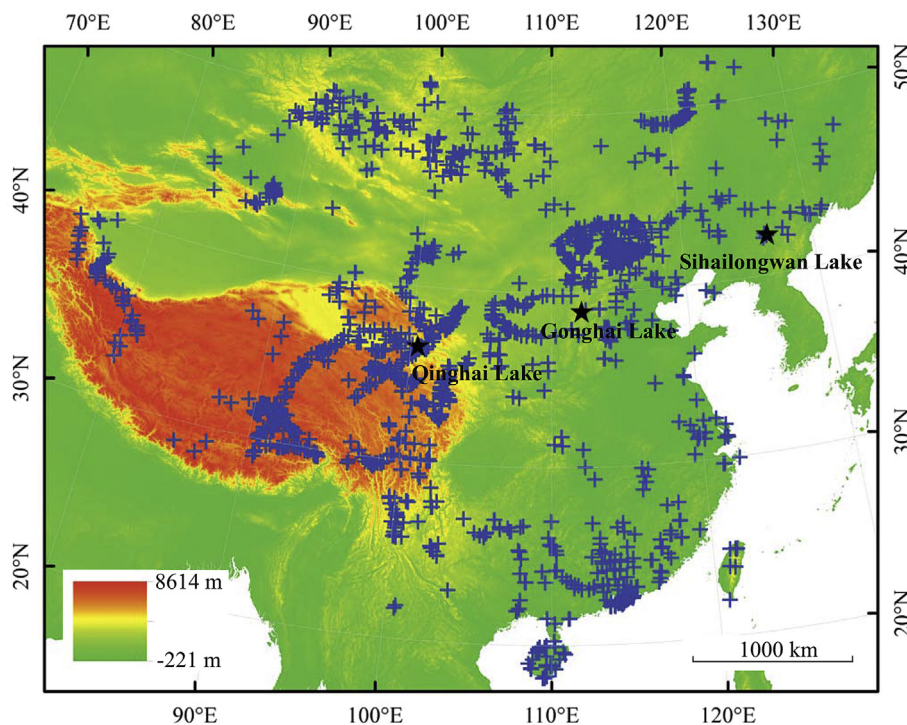 70°E 80°E 90°E 100°E 110°E 120°E 130°E
50°N
40°N
40°N
Sihailongwan Lake
Gonghai Lake
Qinghai Lake
30°N
30°N
20°N
20°N
8614 m
-221 m
1000 km
90°E 100°E 110°E 120°E